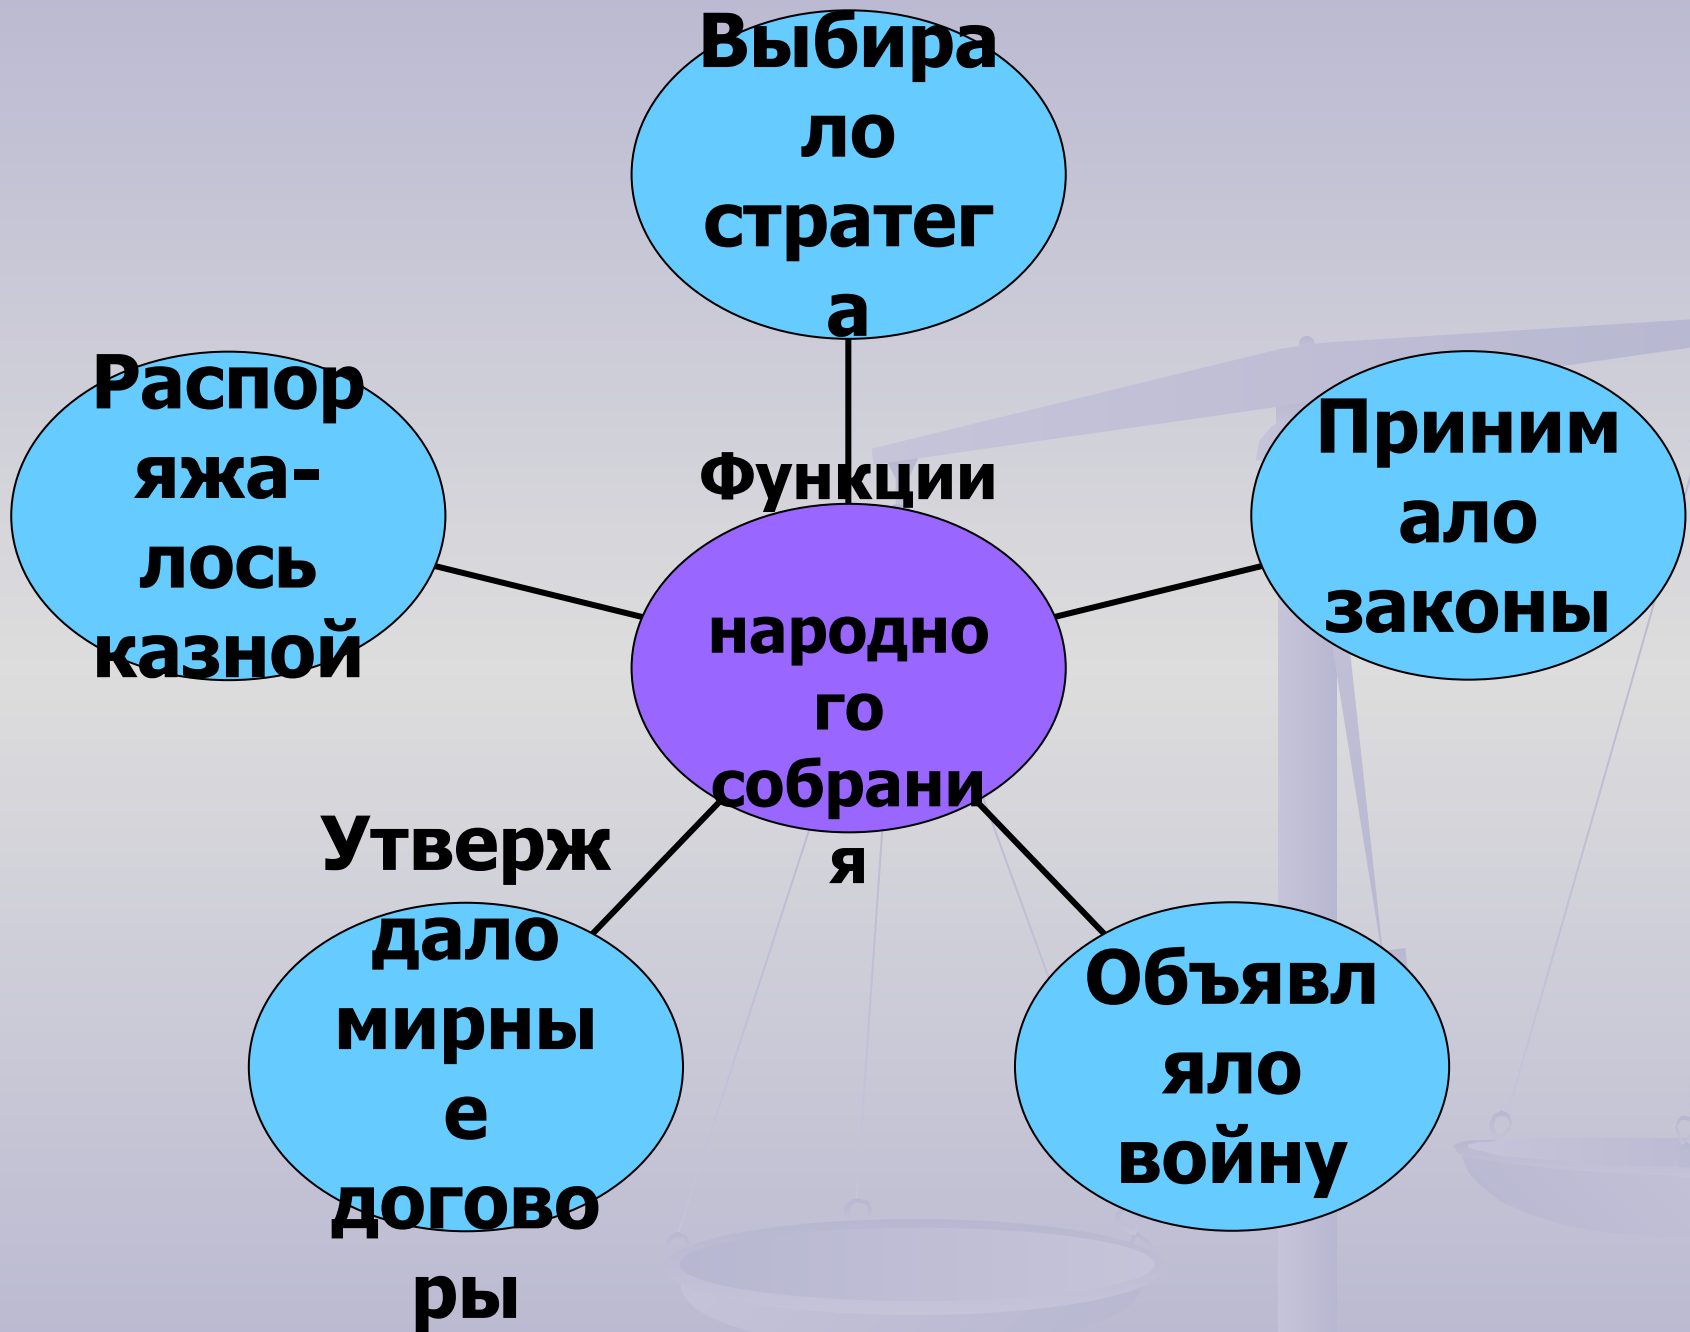 Выбира
ло
стратег
а
Распор
яжа-
лось
казной
Функции
народно
го
собрани
я
Приним
ало
законы
Утверж
дало
мирны
е
догово
ры
Объявл
яло
войну